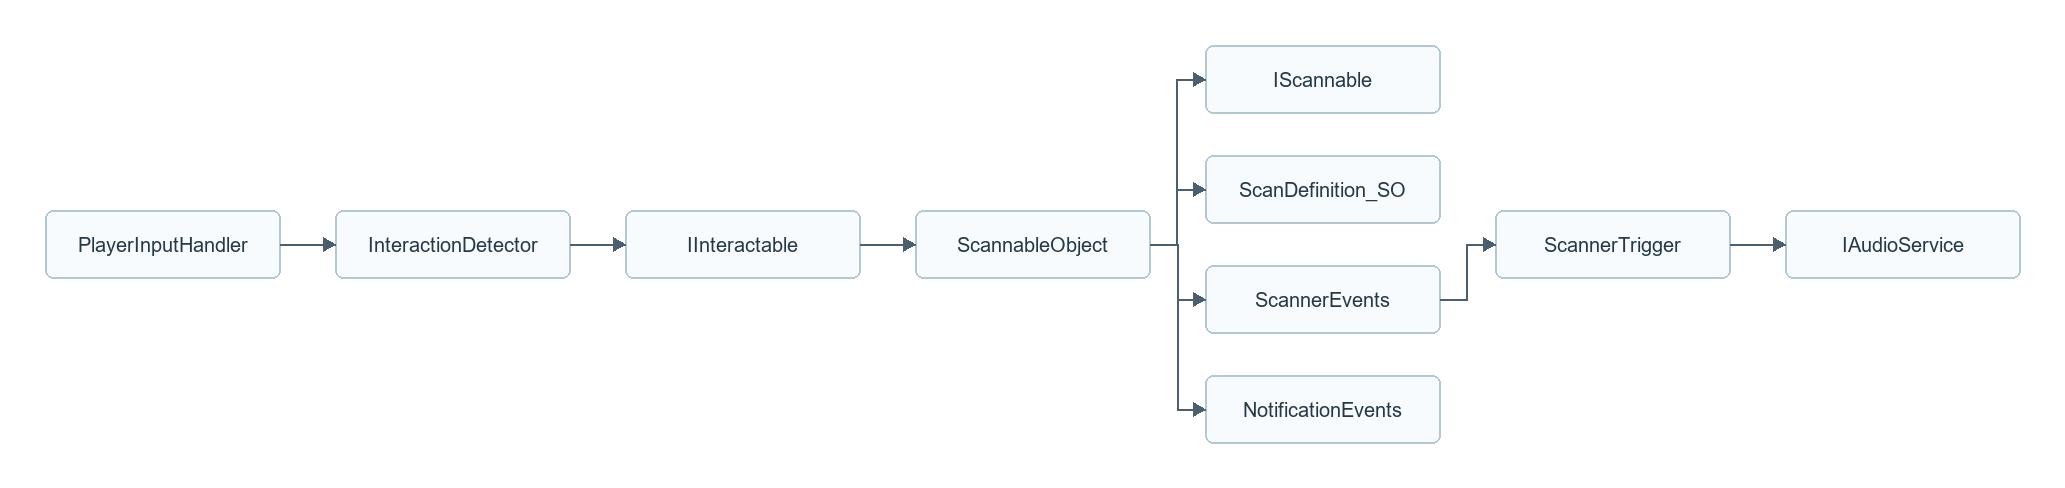 PlayerInputHandler
InteractionDetector
IInteractable
ScannableObject
IScannable
ScanDefinition_SO
ScannerEvents
NotificationEvents
ScannerTrigger
IAudioService